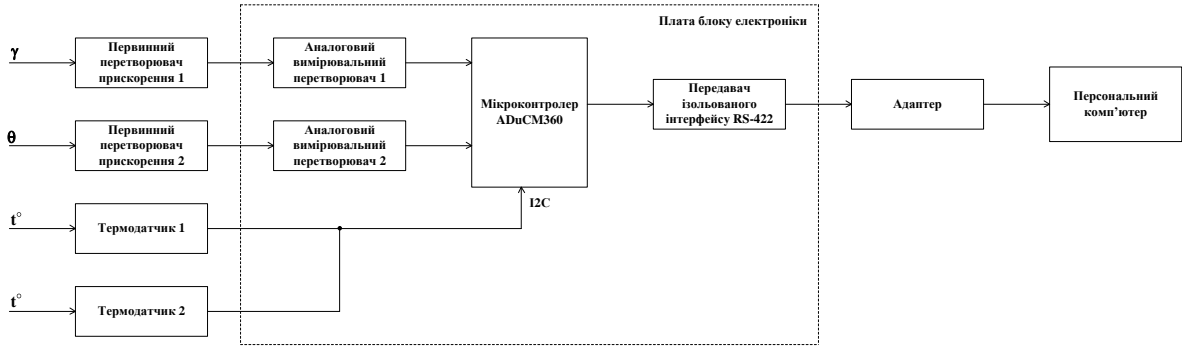 Плата блоку електроніки
γ
Первинний
перетворювач
прискорення 1
Аналоговий
вимірювальний
перетворювач 1
Мікроконтролер
ADuCM360
Передавач
ізольованого
інтерфейсу RS-422
Адаптер
Персональний
комп’ютер
θ
Первинний
перетворювач
прискорення 2
Аналоговий
вимірювальний
перетворювач 2
I2C
t°
Термодатчик 1
t°
Термодатчик 2